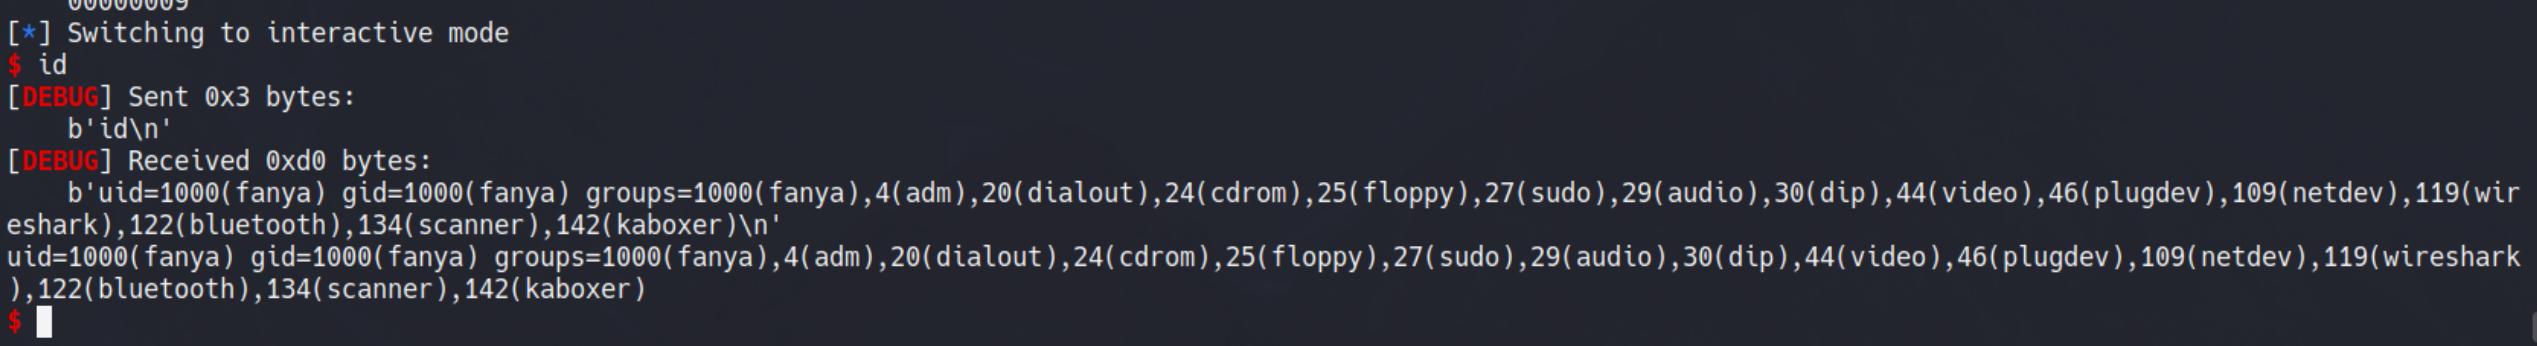 00000009
[*] Switching to interactive mode
$ id
[DEBUG] Sent 0x3 bytes:
    b'id\n'
[DEBUG] Received 0xd0 bytes:
    b'uid=1000(fanya) gid=1000(fanya) groups=1000(fanya),4(adm),20(dialout),24(cdrom),25(floppy),27(sudo),29(audio),30(dip),44(video),46(plugdev),109(netdev),119(wir
eshark),122(bluetooth),134(scanner),142(kaboxer)\n'
uid=1000(fanya) gid=1000(fanya) groups=1000(fanya),4(adm),20(dialout),24(cdrom),25(floppy),27(sudo),29(audio),30(dip),44(video),46(plugdev),109(netdev),119(wireshark
),122(bluetooth),134(scanner),142(kaboxer)
$